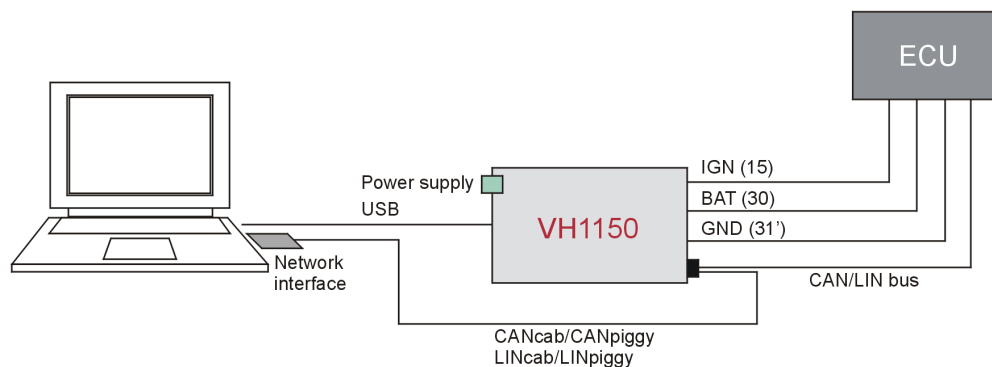 ECU
IGN (15)
Power supply
BAT (30)
USB
VH1150
GND (31')
Network
interface
CAN/LIN bus
CANcab/CANpiggy
LINcab/LINpiggy